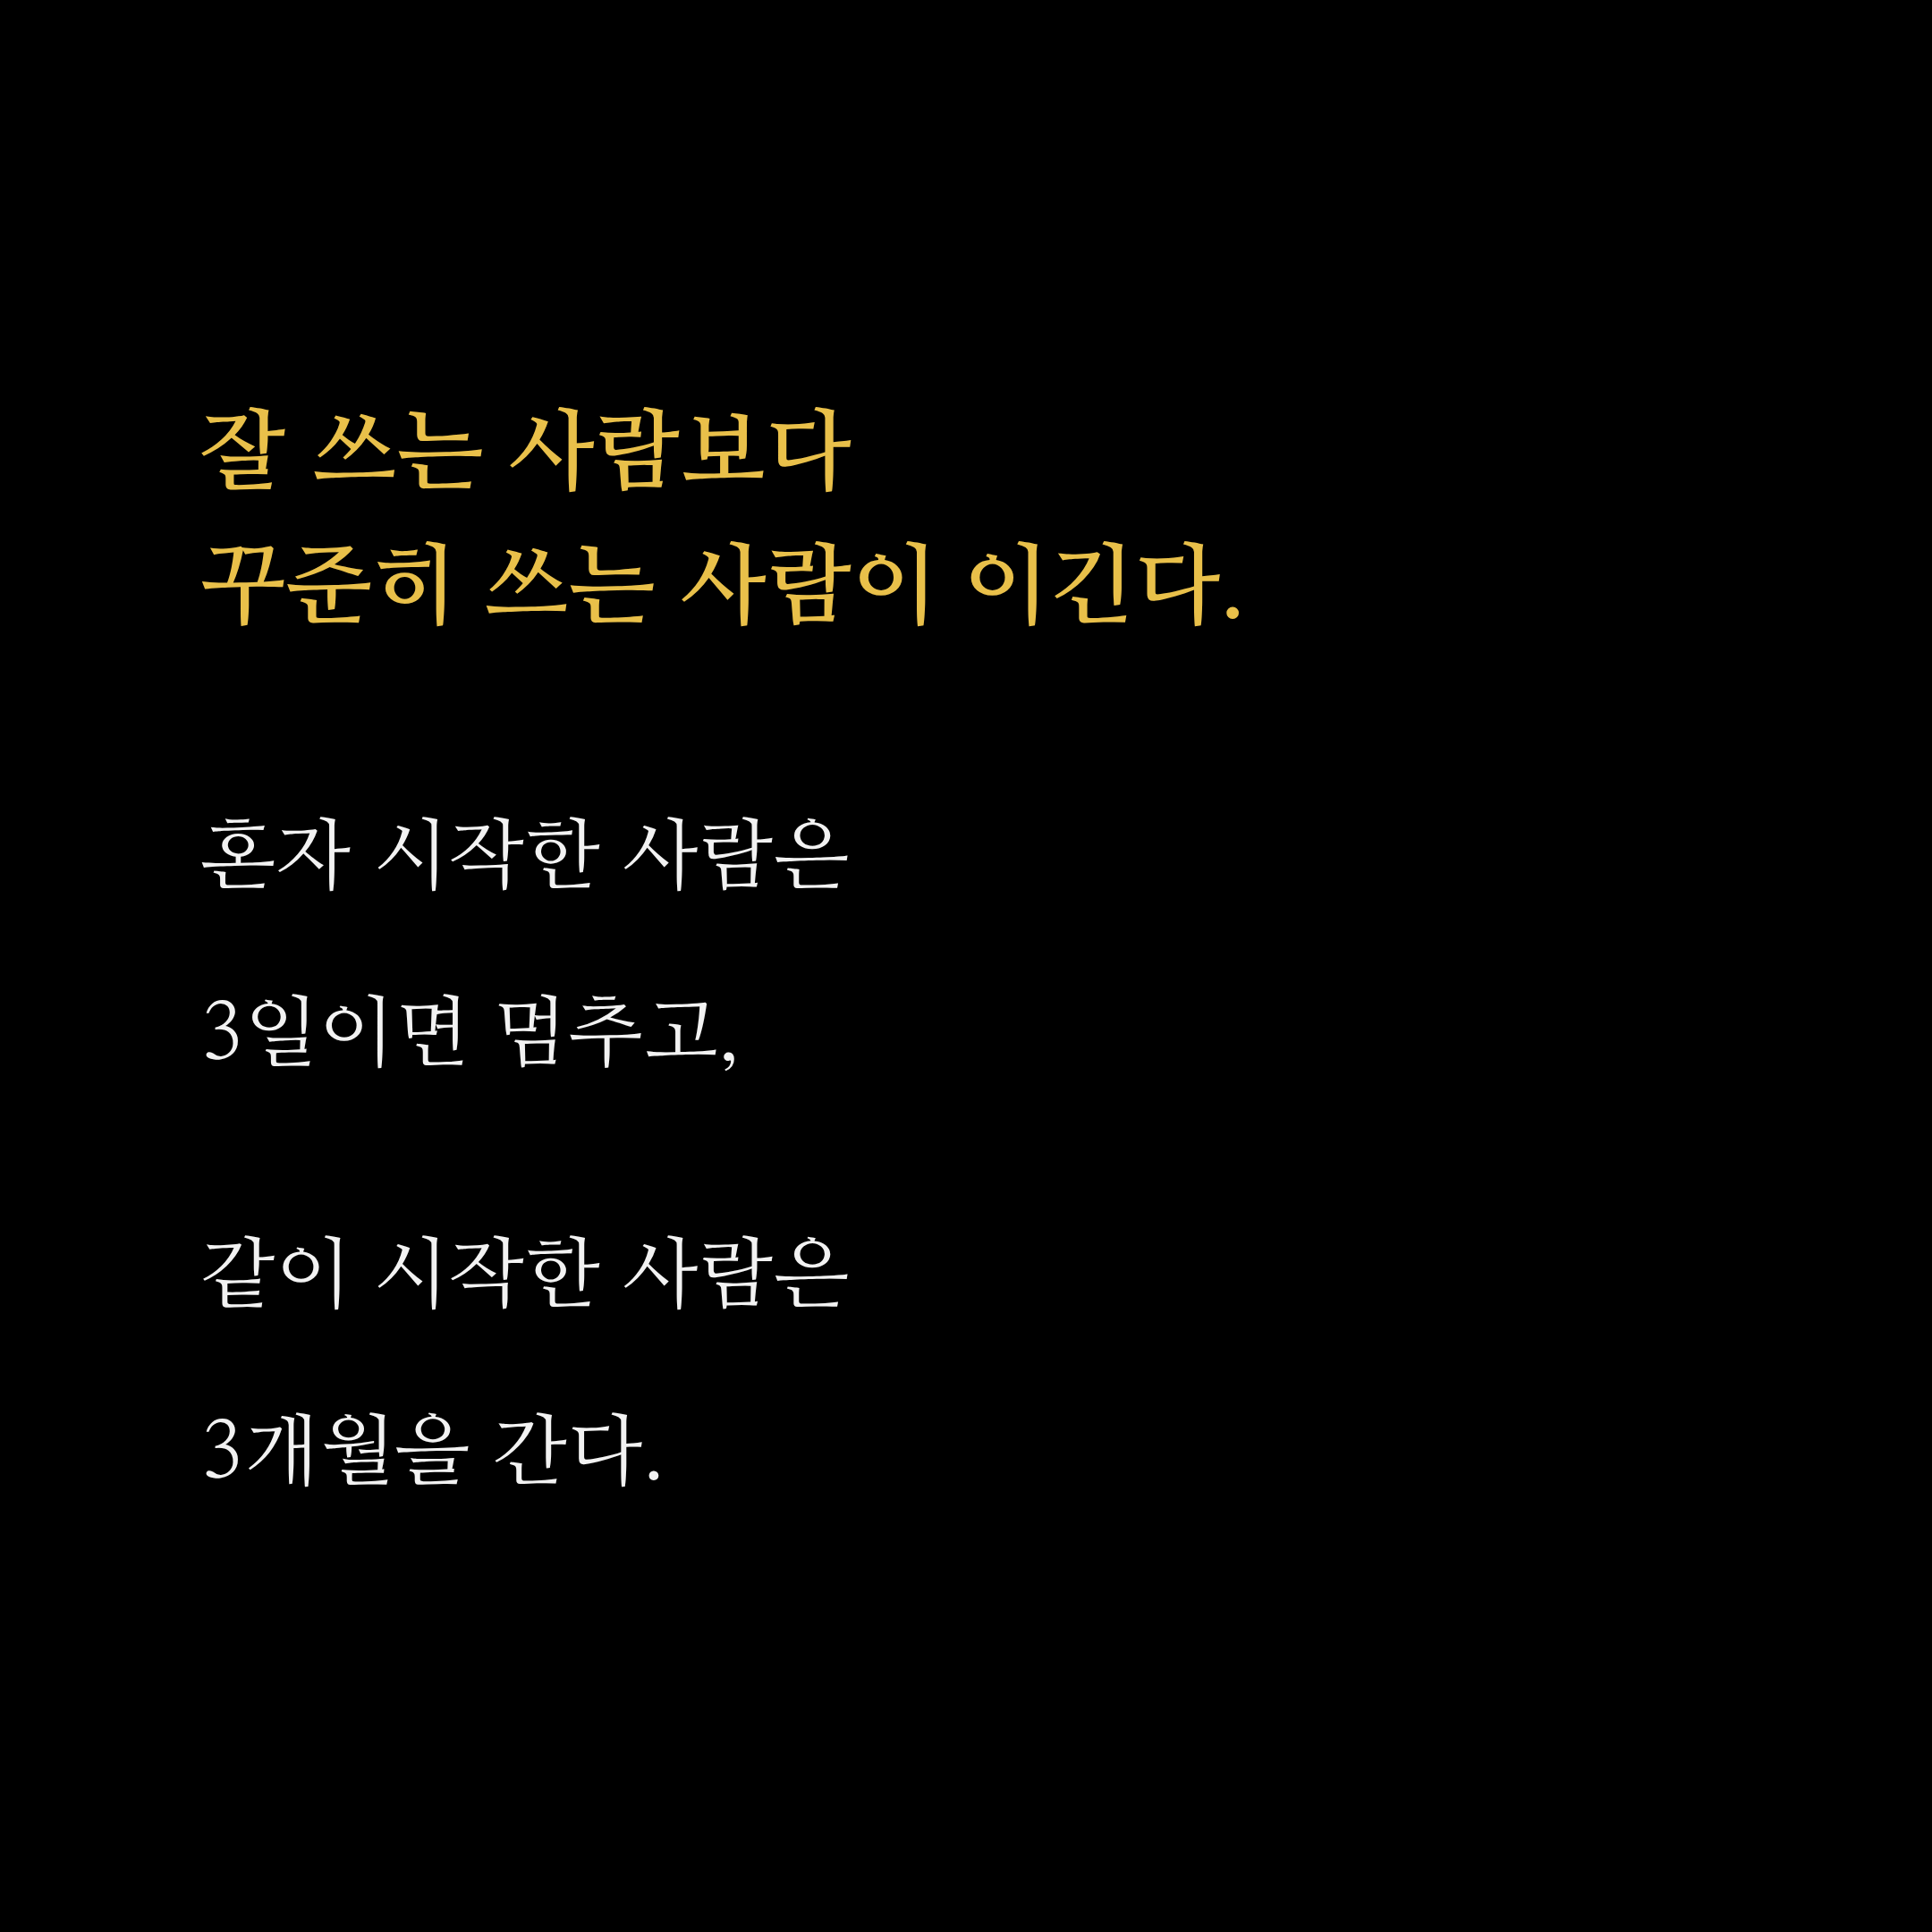 잘 쓰는 사람보다
꾸준히 쓰는 사람이 이긴다.
혼자 시작한 사람은
3일이면 멈추고,
같이 시작한 사람은
3개월을 간다.